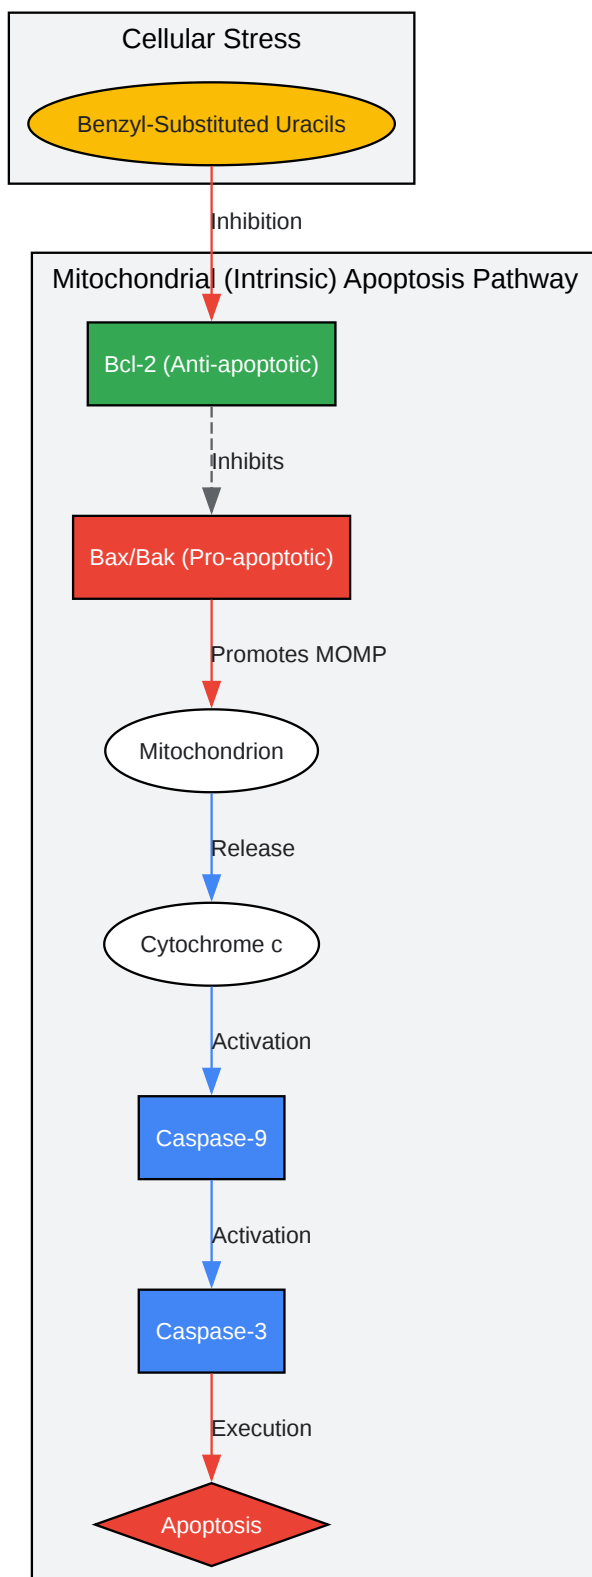 Cellular Stress
Benzyl-Substituted Uracils
Inhibition
Mitochondrial (Intrinsic) Apoptosis Pathway
Bcl-2 (Anti-apoptotic)
Inhibits
Bax/Bak (Pro-apoptotic)
Promotes MOMP
Mitochondrion
Release
Cytochrome c
Activation
Caspase-9
Activation
Caspase-3
Execution
Apoptosis